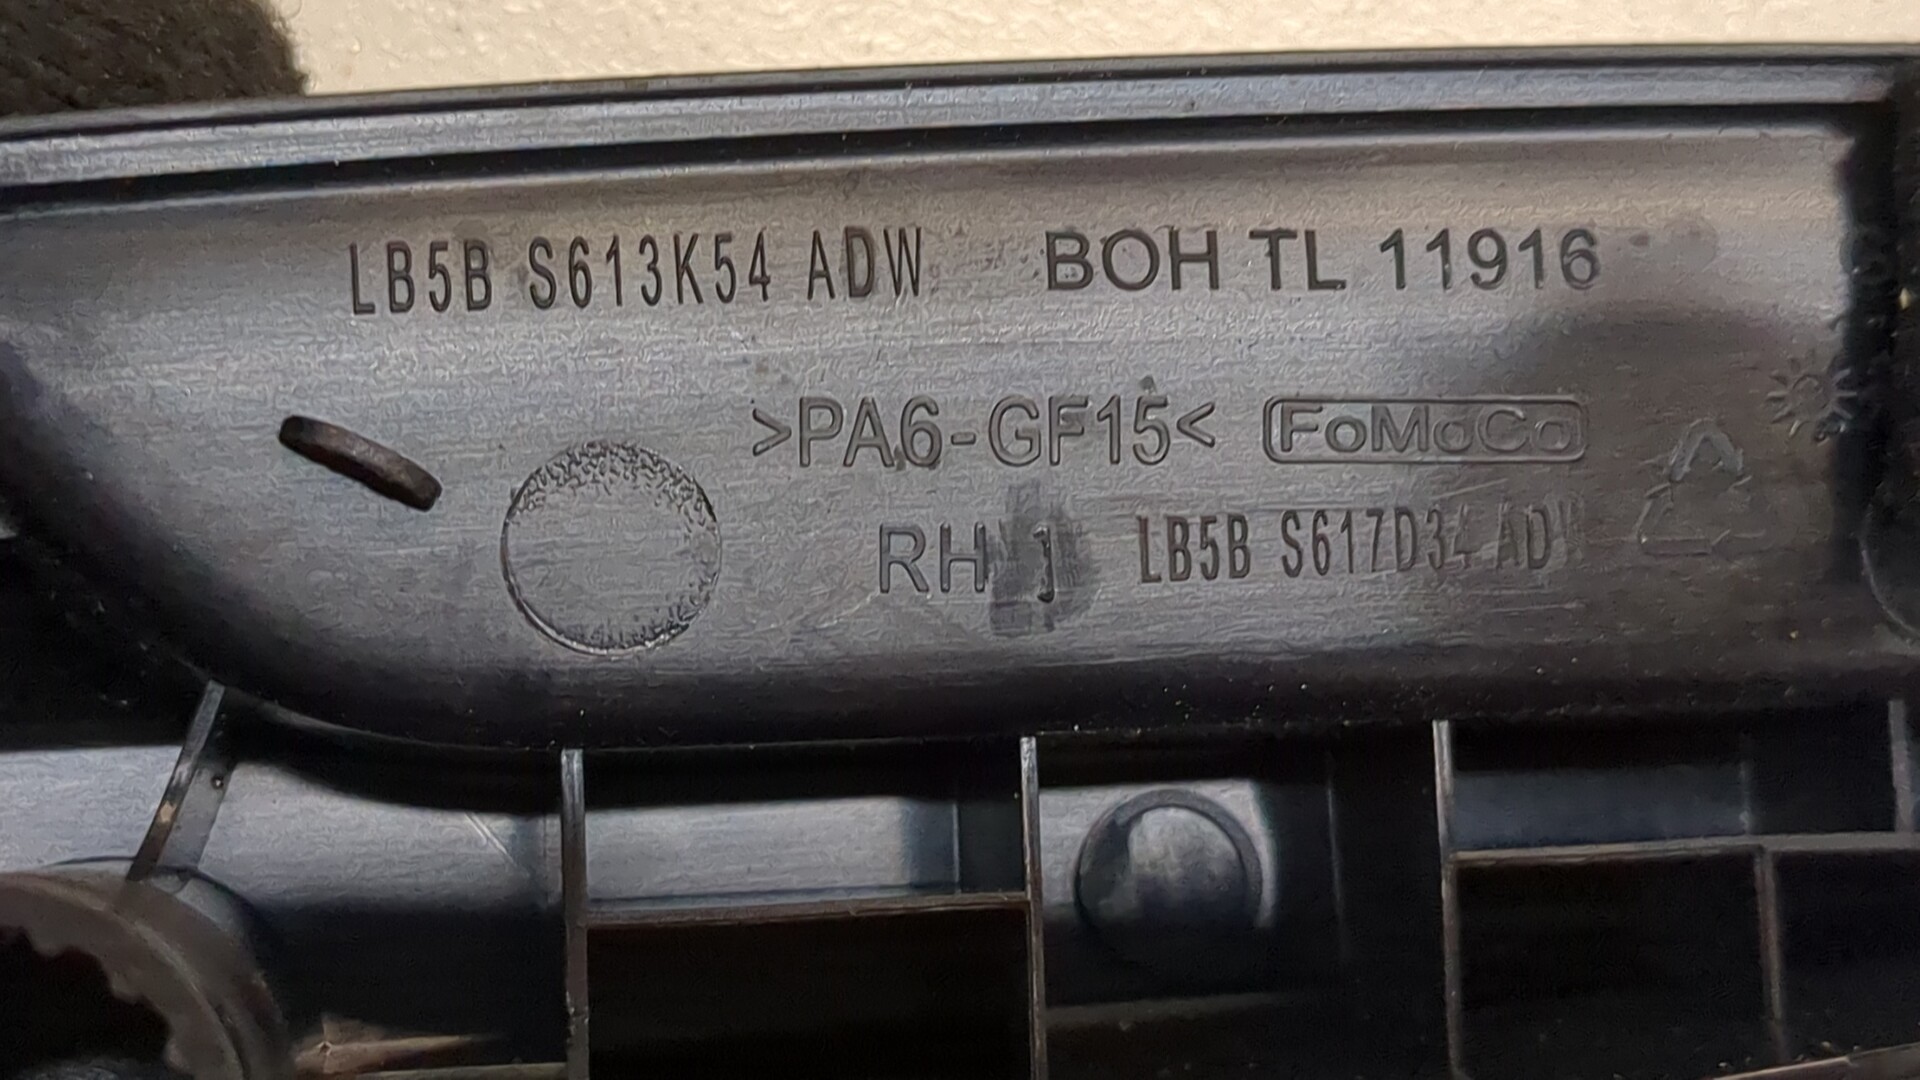 LB5B S613K54 ADW BOH TL 11916
>PA6-GF15< FoMoCo
RH 1 LB5B S617D34 ADW